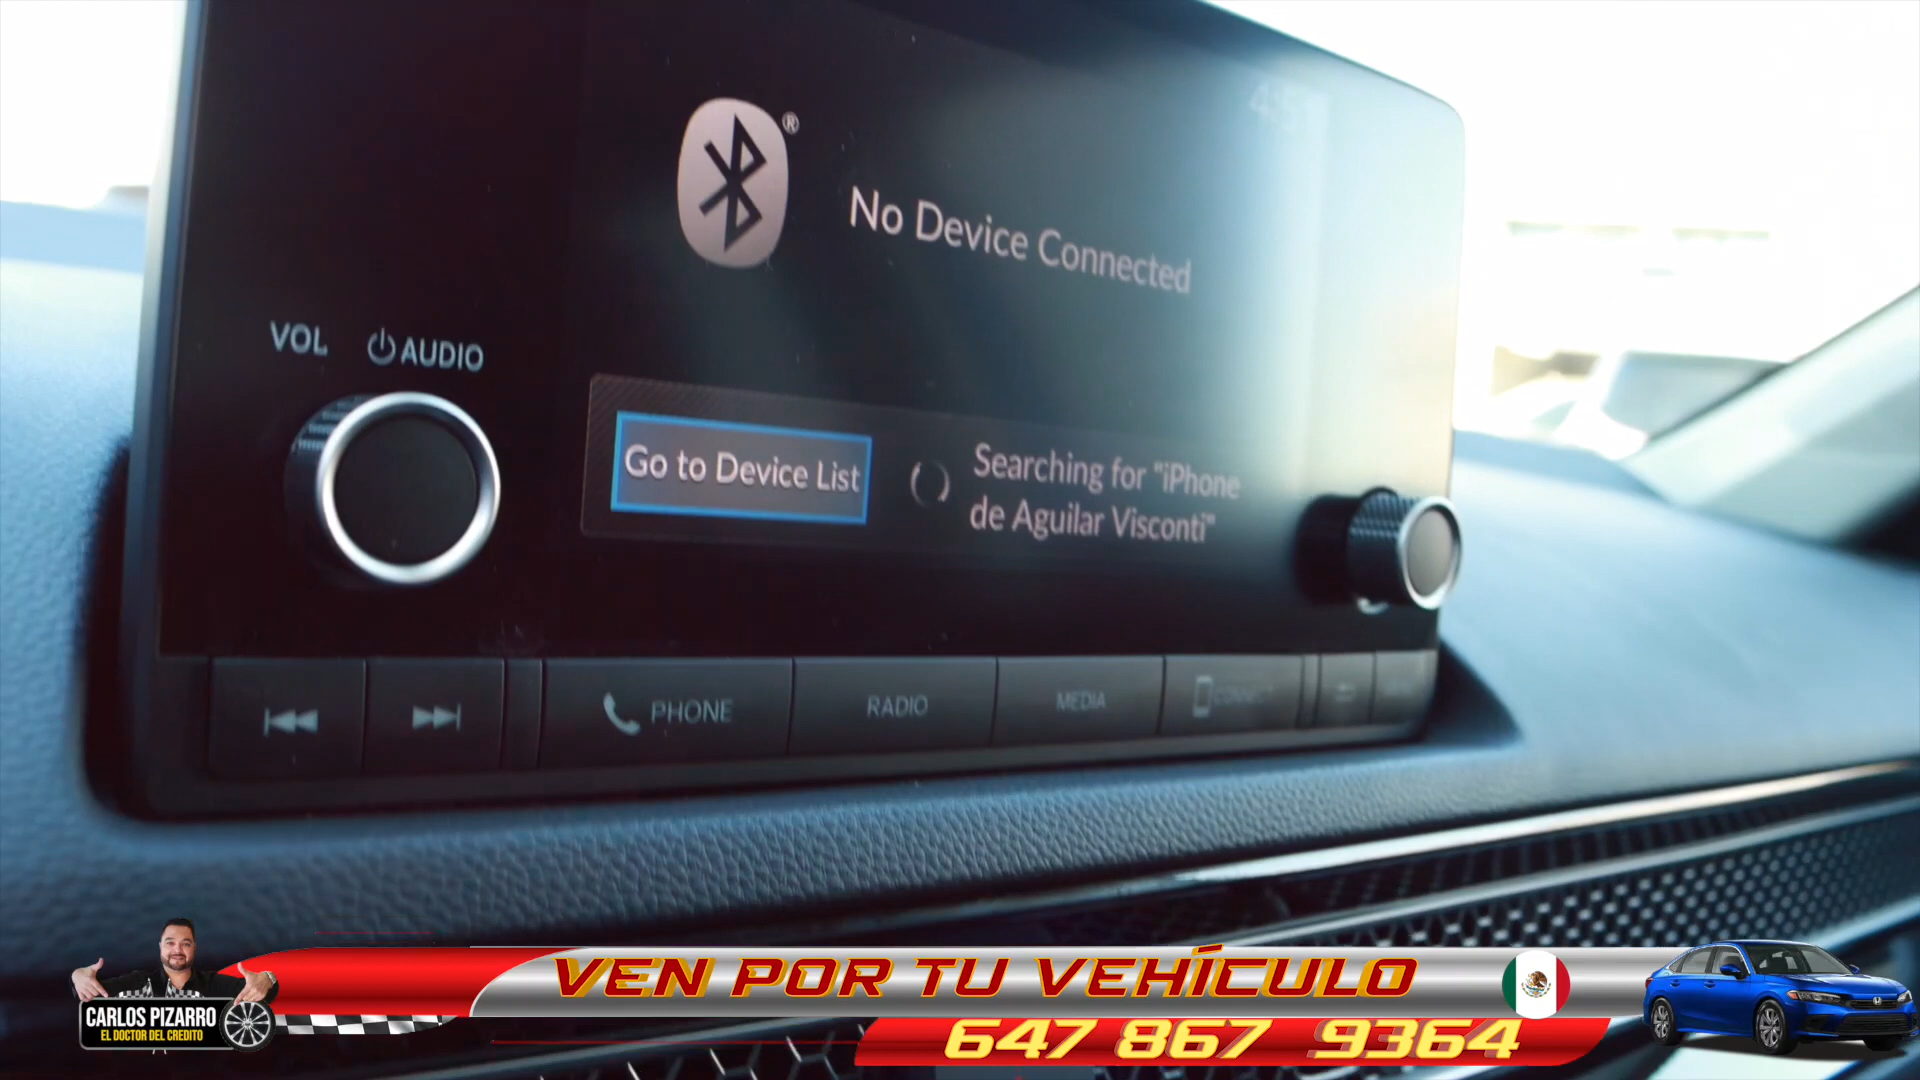 ®
No Device Connected
VOL
AUDIO
Go to Device List
Searching for "iPhone
de Aguilar Visconti"
PHONE
RADIO
MEDIA
VEN POR TU VEHÍCULO
647 867 9364
CARLOS PIZARRO
EL DOCTOR DEL CREDITO